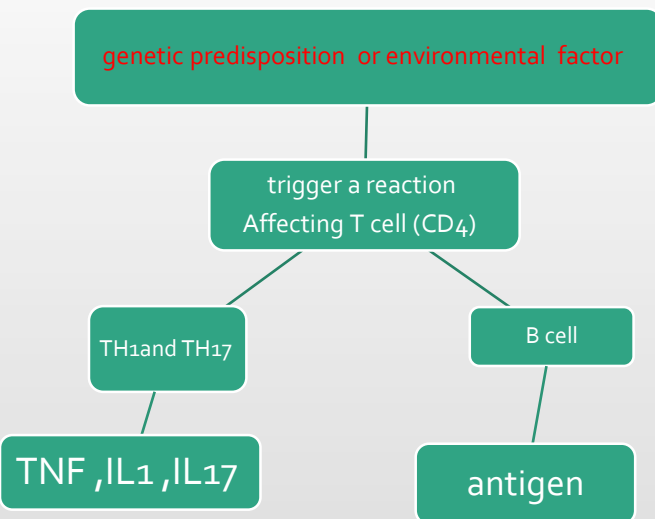 genetic predisposition or environmental factor
trigger a reaction
Affecting T cell (CD4)
TH1and TH17
B cell
TNF ,IL1 ,IL17
antigen